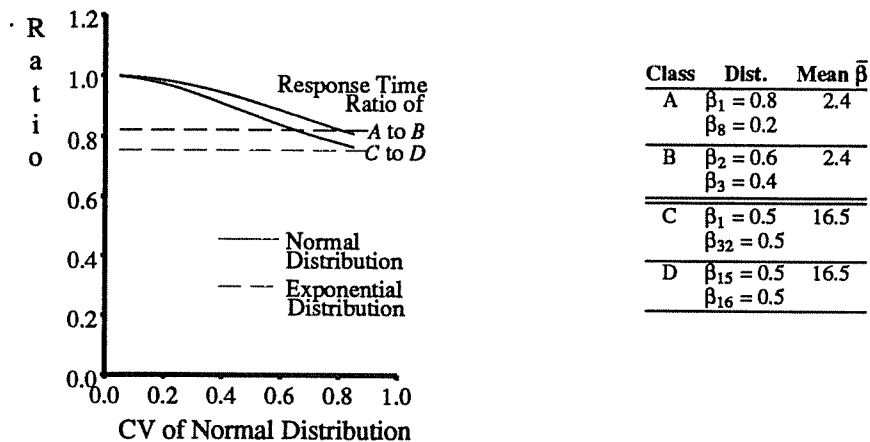 R
a
t
i
o
1.2
1.0
0.8
0.6
0.4
0.2
0.0
0.0 0.2 0.4 0.6 0.8 1.0
CV of Normal Distribution
Response Time
Ratio of
A to B
C to D
Normal
Distribution
Exponential
Distribution
Class Dist. Mean β̄
A β₁ = 0.8 2.4
β₈ = 0.2
B β₂ = 0.6 2.4
β₃ = 0.4
C β₁ = 0.5 16.5
β₃₂ = 0.5
D β₁₅ = 0.5 16.5
β₁₆ = 0.5